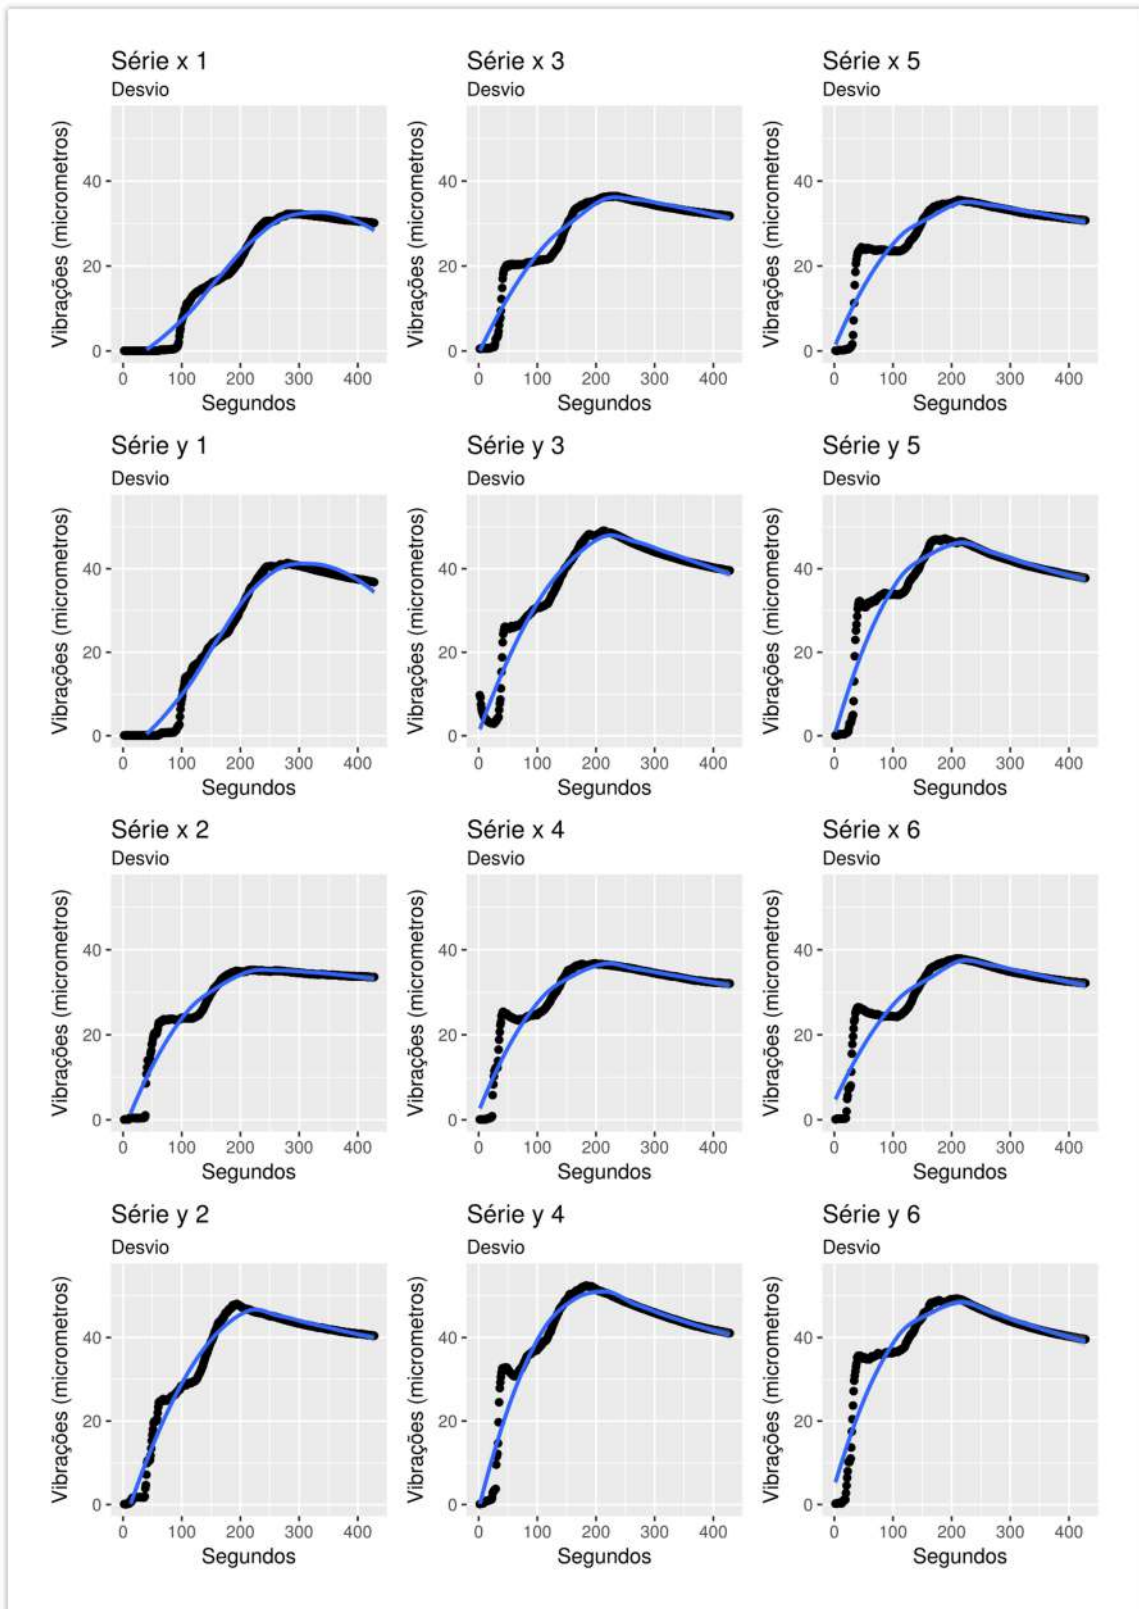 Série x 1
Desvio
Vibrações (micrometros)
40
20
0
0 100 200 300 400
Segundos
Série x 3
Desvio
Vibrações (micrometros)
40
20
0
0 100 200 300 400
Segundos
Série x 5
Desvio
Vibrações (micrometros)
40
20
0
0 100 200 300 400
Segundos
Série y 1
Desvio
Vibrações (micrometros)
40
20
0
0 100 200 300 400
Segundos
Série y 3
Desvio
Vibrações (micrometros)
40
20
0
0 100 200 300 400
Segundos
Série y 5
Desvio
Vibrações (micrometros)
40
20
0
0 100 200 300 400
Segundos
Série x 2
Desvio
Vibrações (micrometros)
40
20
0
0 100 200 300 400
Segundos
Série x 4
Desvio
Vibrações (micrometros)
40
20
0
0 100 200 300 400
Segundos
Série x 6
Desvio
Vibrações (micrometros)
40
20
0
0 100 200 300 400
Segundos
Série y 2
Desvio
Vibrações (micrometros)
40
20
0
0 100 200 300 400
Segundos
Série y 4
Desvio
Vibrações (micrometros)
40
20
0
0 100 200 300 400
Segundos
Série y 6
Desvio
Vibrações (micrometros)
40
20
0
0 100 200 300 400
Segundos